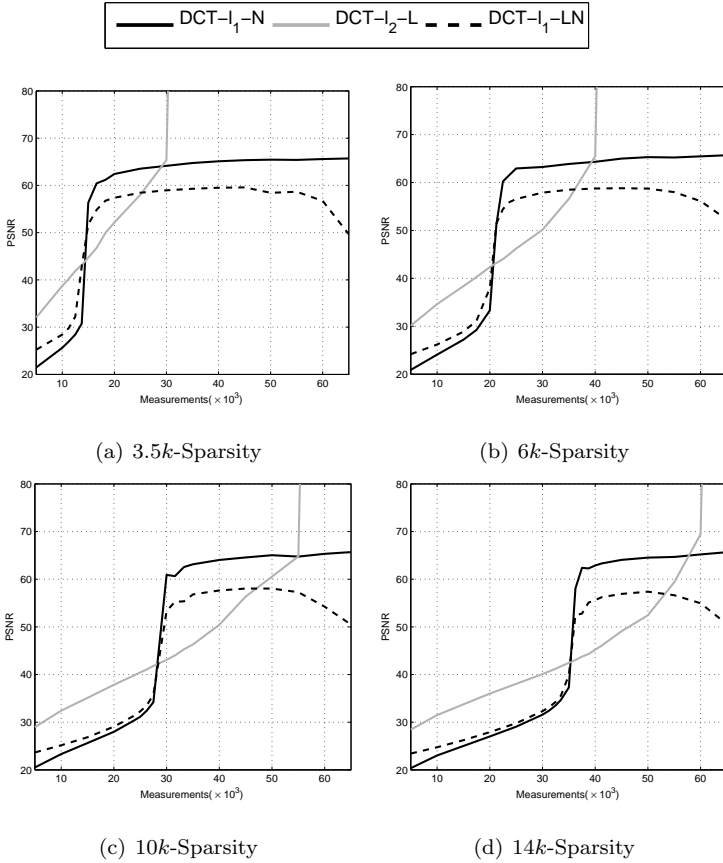 DCT−l₁−N DCT−l₂−L DCT−l₁−LN
80
70
60
50
40
30
20
PSNR
10 20 30 40 50 60
Measurements( × 10³)
(a) 3.5k-Sparsity
80
70
60
50
40
30
20
PSNR
10 20 30 40 50 60
Measurements( × 10³)
(b) 6k-Sparsity
80
70
60
50
40
30
20
PSNR
10 20 30 40 50 60
Measurements( × 10³)
(c) 10k-Sparsity
80
70
60
50
40
30
20
PSNR
10 20 30 40 50 60
Measurements( × 10³)
(d) 14k-Sparsity